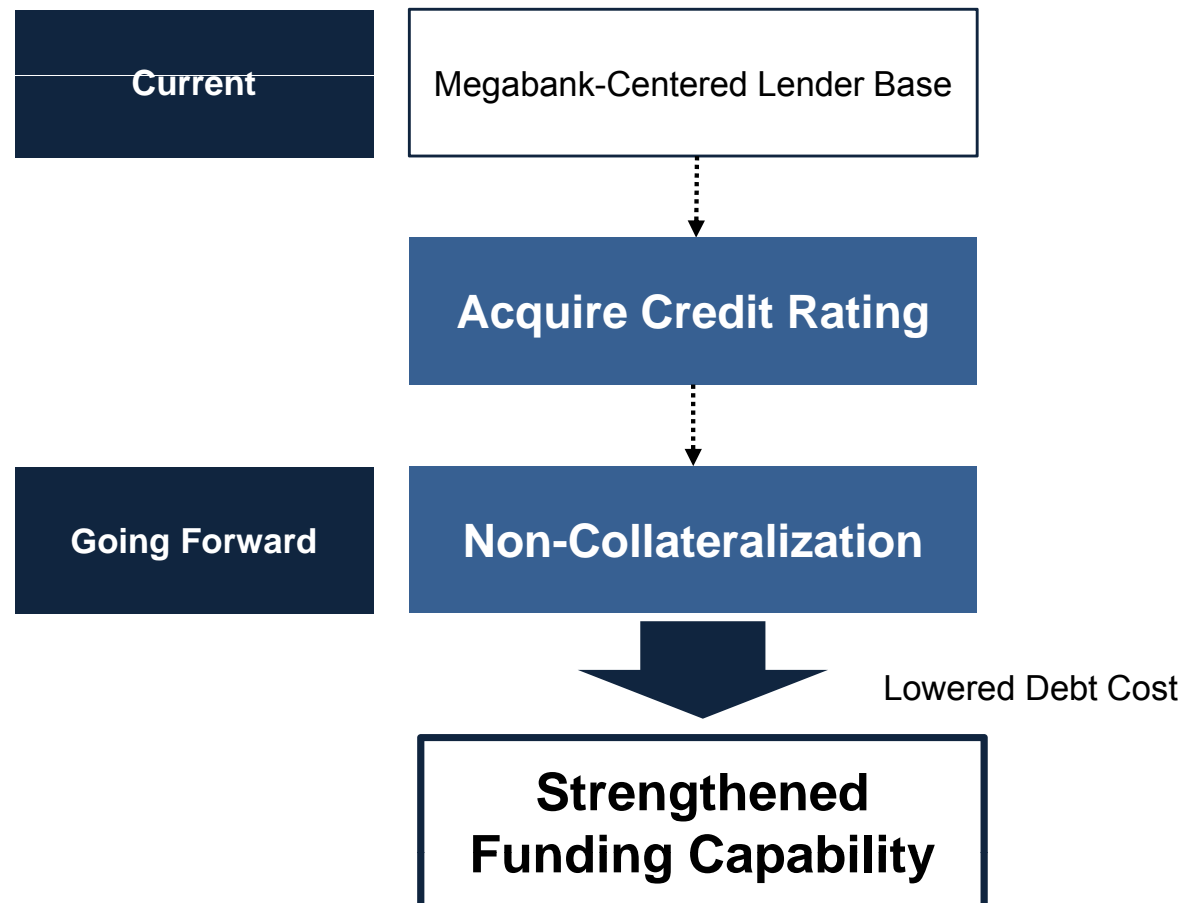 Current
Megabank-Centered Lender Base
Acquire Credit Rating
Going Forward
Non-Collateralization
Lowered Debt Cost
Strengthened
Funding Capability